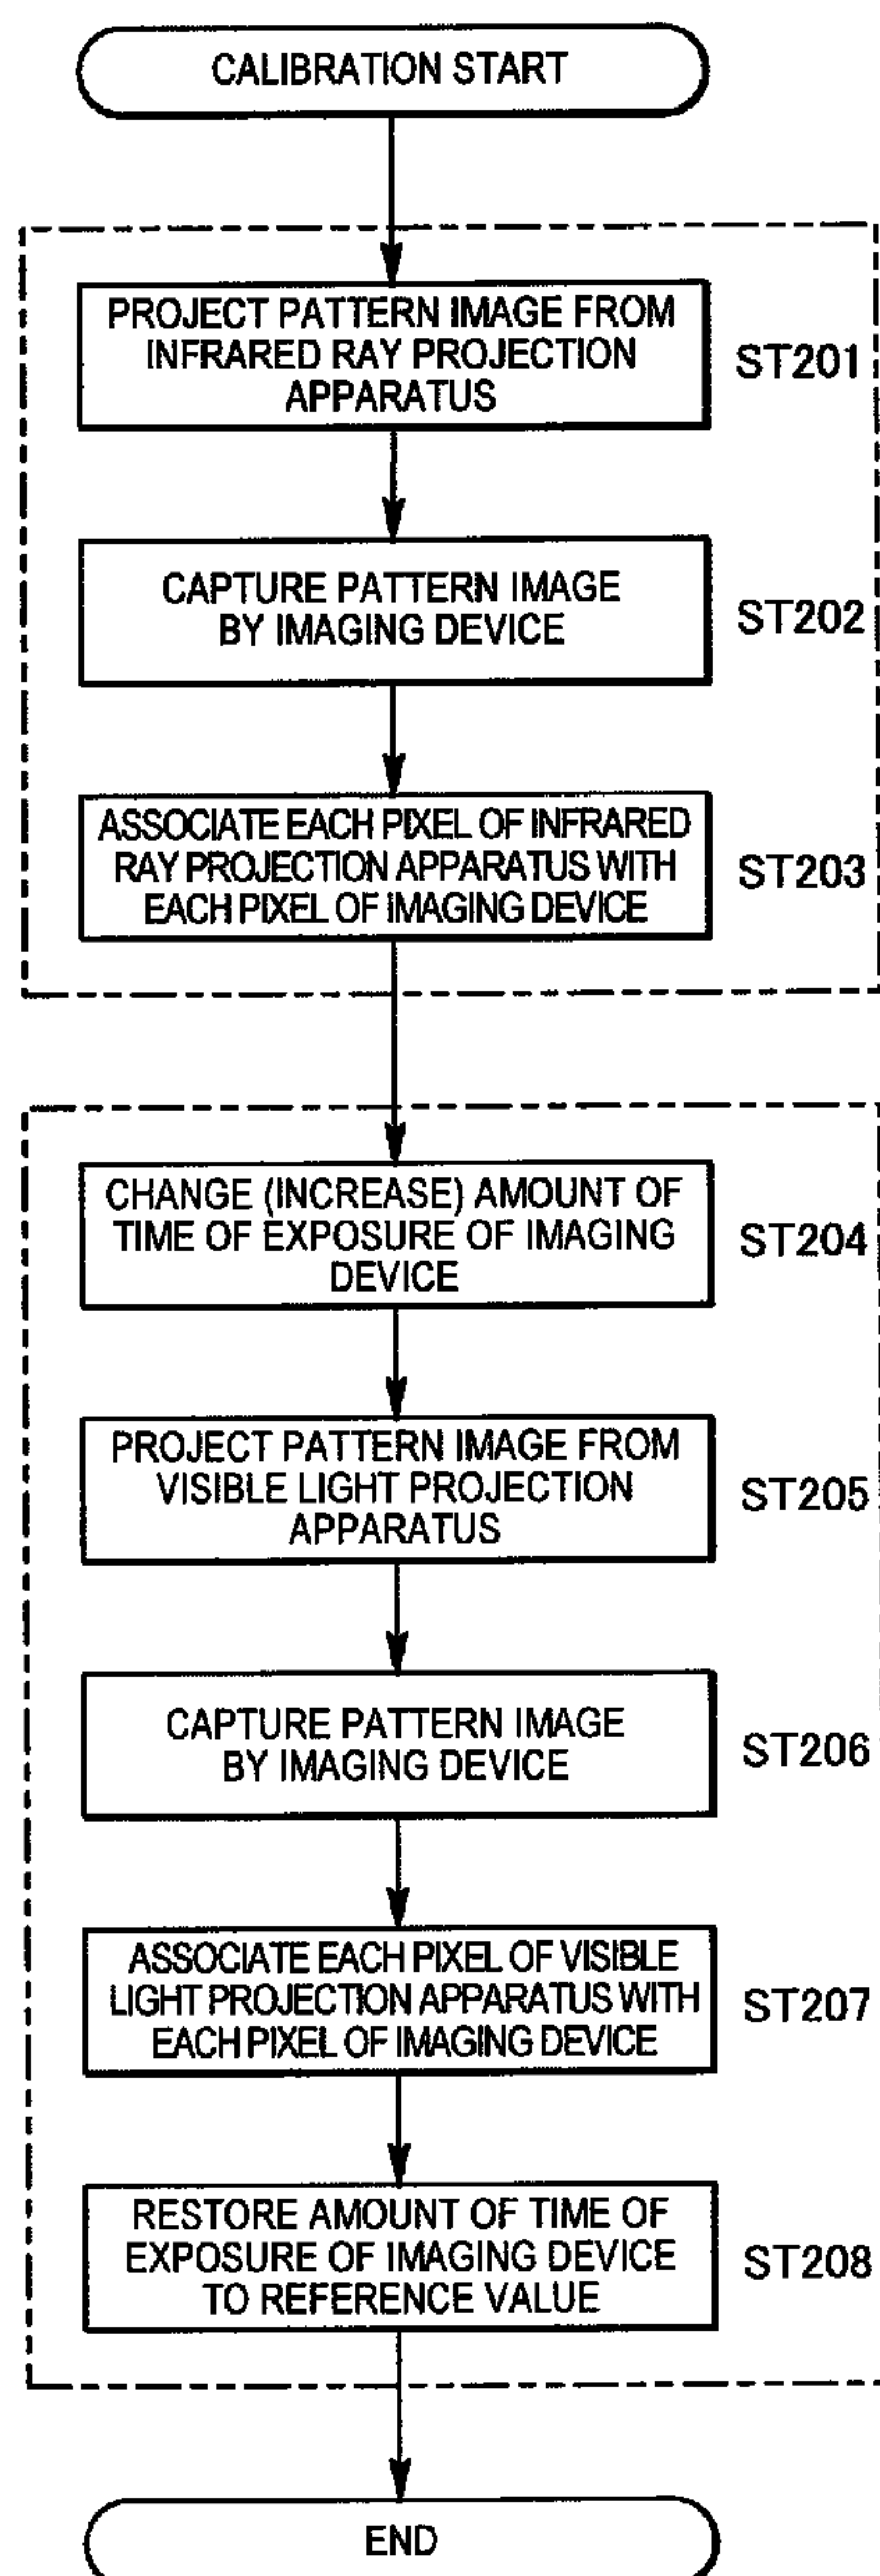 CALIBRATION START
PROJECT PATTERN IMAGE FROM
INFRARED RAY PROJECTION
APPARATUS
ST201
CAPTURE PATTERN IMAGE
BY IMAGING DEVICE
ST202
ASSOCIATE EACH PIXEL OF INFRARED
RAY PROJECTION APPARATUS WITH
EACH PIXEL OF IMAGING DEVICE
ST203
CHANGE (INCREASE) AMOUNT OF
TIME OF EXPOSURE OF IMAGING
DEVICE
ST204
PROJECT PATTERN IMAGE FROM
VISIBLE LIGHT PROJECTION
APPARATUS
ST205
CAPTURE PATTERN IMAGE
BY IMAGING DEVICE
ST206
ASSOCIATE EACH PIXEL OF VISIBLE
LIGHT PROJECTION APPARATUS WITH
EACH PIXEL OF IMAGING DEVICE
ST207
RESTORE AMOUNT OF TIME OF
EXPOSURE OF IMAGING DEVICE
TO REFERENCE VALUE
ST208
END